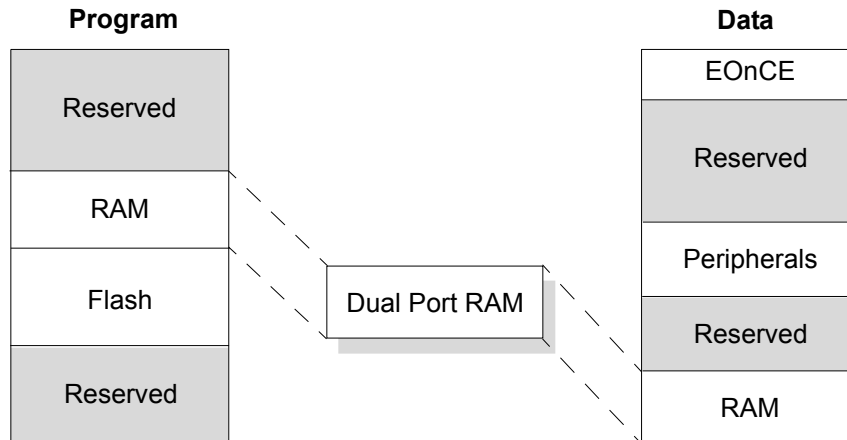 Program
Reserved
RAM
Flash
Reserved
Dual Port RAM
Data
EOnCE
Reserved
Peripherals
Reserved
RAM